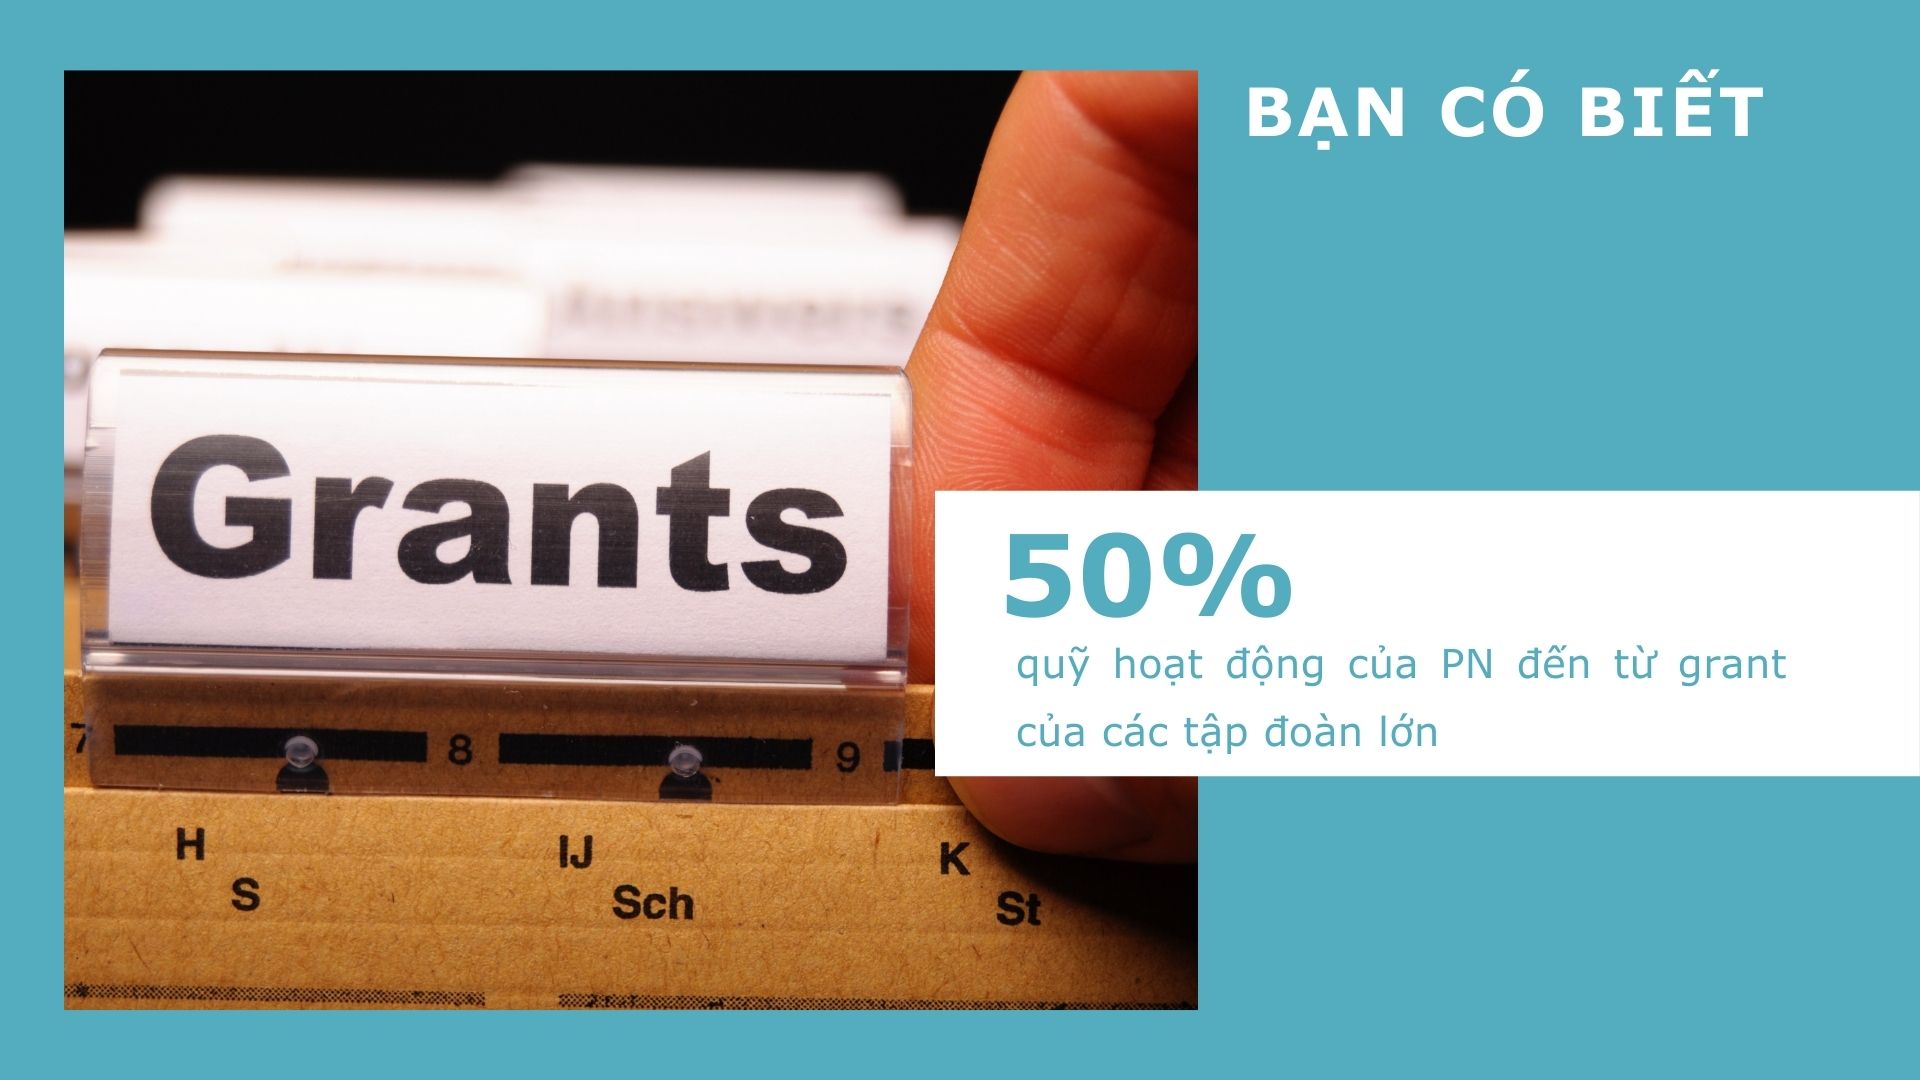 BẠN CÓ BIẾT
Grants
50%
quỹ hoạt động của PN đến từ grant
của các tập đoàn lớn
7 8 9
H IJ K
S Sch St